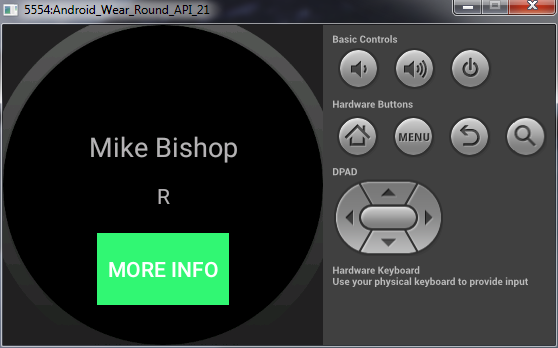 5554:Android_Wear_Round_API_21
Mike Bishop
R
MORE INFO
Basic Controls
Hardware Buttons
MENU
DPAD
Hardware Keyboard
Use your physical keyboard to provide input